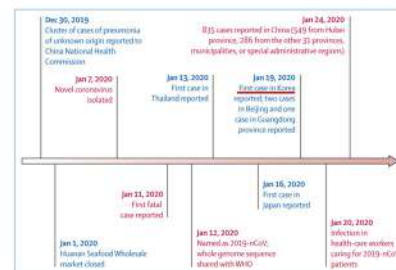 Dec 30, 2019
Cluster of cases of pneumonia
of unknown origin reported to
China National Health
Commission
Jan 24, 2020
835 cases reported in China (549 from Hubei
province, 286 from the other 31 provinces,
municipalities, or special administrative regions)
Jan 7, 2020
Novel coronavirus
isolated
Jan 13, 2020
First case in
Thailand reported
Jan 19, 2020
First case in Korea
reported; two cases
in Beijing and one
case in Guangdong
province reported
Jan 1, 2020
Huanan Seafood Wholesale
market closed
Jan 11, 2020
First fatal
case reported
Jan 12, 2020
Named as 2019-nCoV;
whole genome sequence
shared with WHO
Jan 16, 2020
First case in
Japan reported
Jan 20, 2020
Infection in
health-care workers
caring for 2019-nCoV
patients